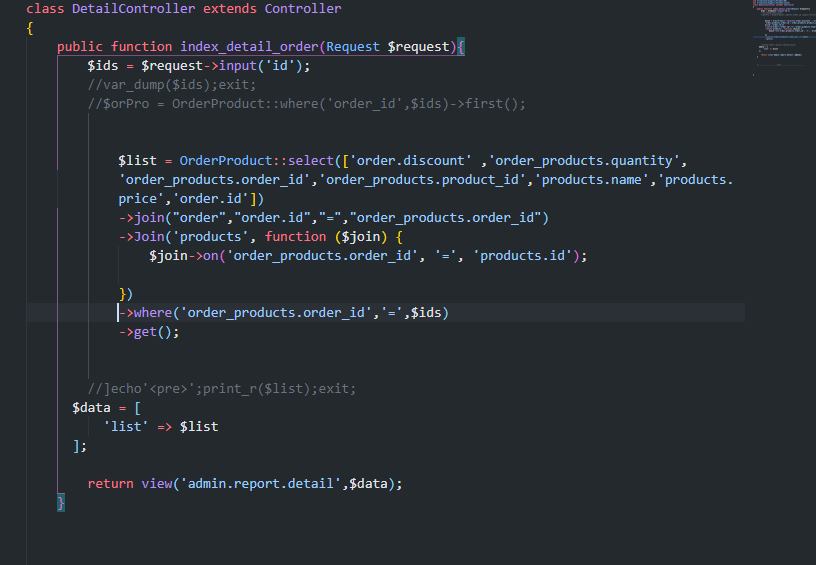 class DetailController extends Controller
{
public function index_detail_order(Request $request){
$ids = $request->input('id');
//var_dump($ids);exit;
//$orPro = OrderProduct::where('order_id',$ids)->first();
$list = OrderProduct::select(['order.discount' ,'order_products.quantity',
'order_products.order_id','order_products.product_id','products.name','products.
price','order.id'])
->join("order","order.id","=","order_products.order_id")
->Join('products', function ($join) {
$join->on('order_products.order_id', '=', 'products.id');
})
->where('order_products.order_id','=',$ids)
->get();
//]echo'<pre>';print_r($list);exit;
$data = [
'list' => $list
];
return view('admin.report.detail',$data);
}